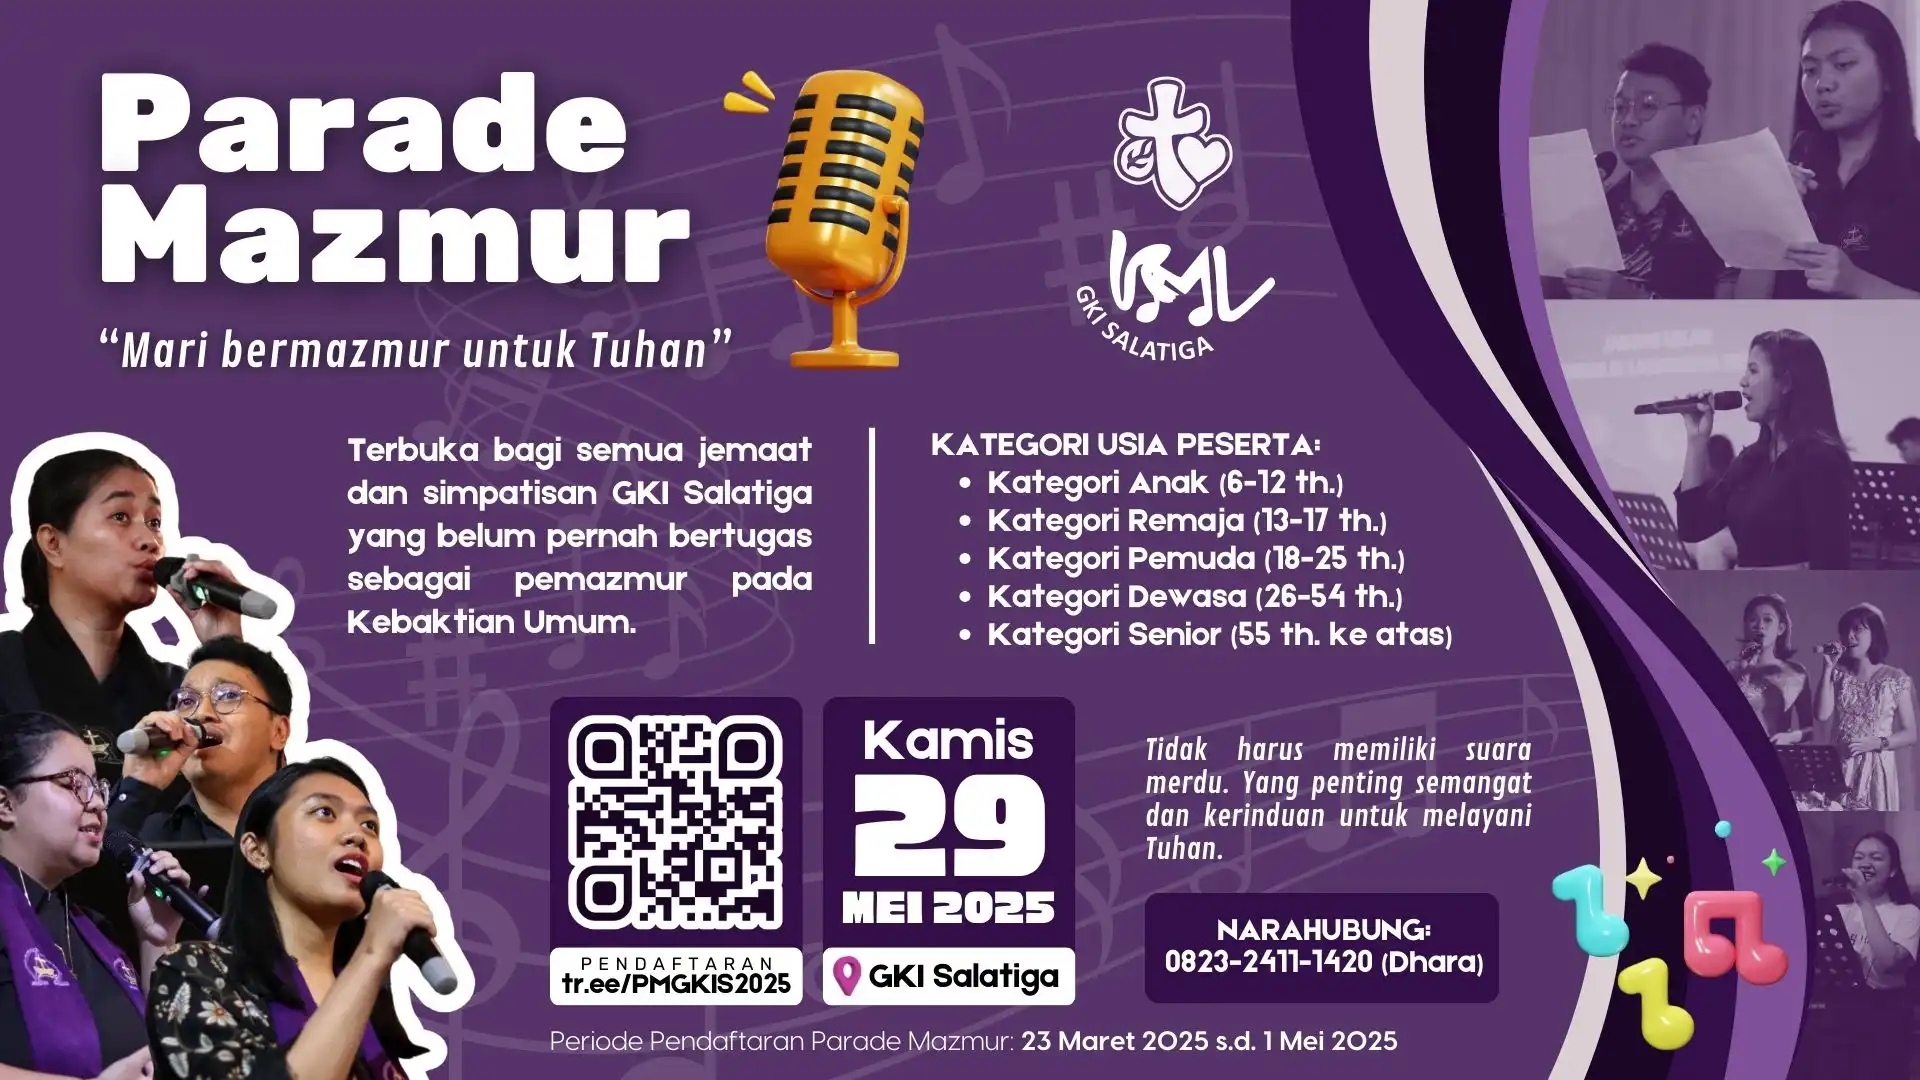 Parade
Mazmur
“Mari bermazmur untuk Tuhan”
GKI SALATIGA
Terbuka bagi semua jemaat
dan simpatisan GKI Salatiga
yang belum pernah bertugas
sebagai pemazmur pada
Kebaktian Umum.
KATEGORI USIA PESERTA:
• Kategori Anak (6-12 th.)
• Kategori Remaja (13-17 th.)
• Kategori Pemuda (18-25 th.)
• Kategori Dewasa (26-54 th.)
• Kategori Senior (55 th. ke atas)
PENDAFTARAN
tr.ee/PMGKIS2025
Kamis
29
MEI 2025
GKI Salatiga
Tidak harus memiliki suara
merdu. Yang penting semangat
dan kerinduan untuk melayani
Tuhan.
NARAHUBUNG:
0823-2411-1420 (Dhara)
Periode Pendaftaran Parade Mazmur: 23 Maret 2025 s.d. 1 Mei 2025